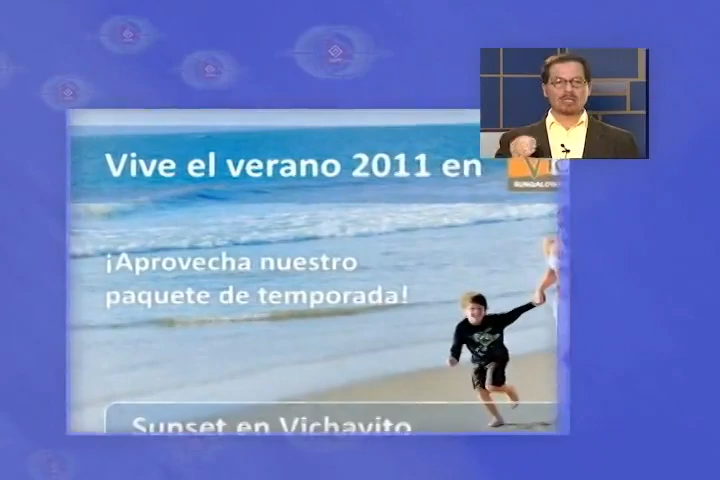 Vive el verano 2011 en
¡Aprovecha nuestro
paquete de temporada!
Sunset en Vichayito